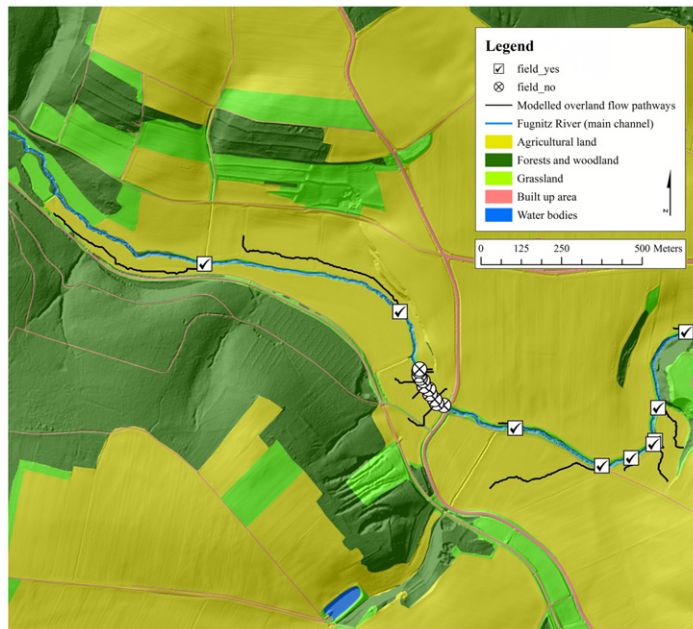 Legend
field_yes
field_no
Modelled overland flow pathways
Fugnitz River (main channel)
Agricultural land
Forests and woodland
Grassland
Built up area
Water bodies
N
0 125 250 500 Meters